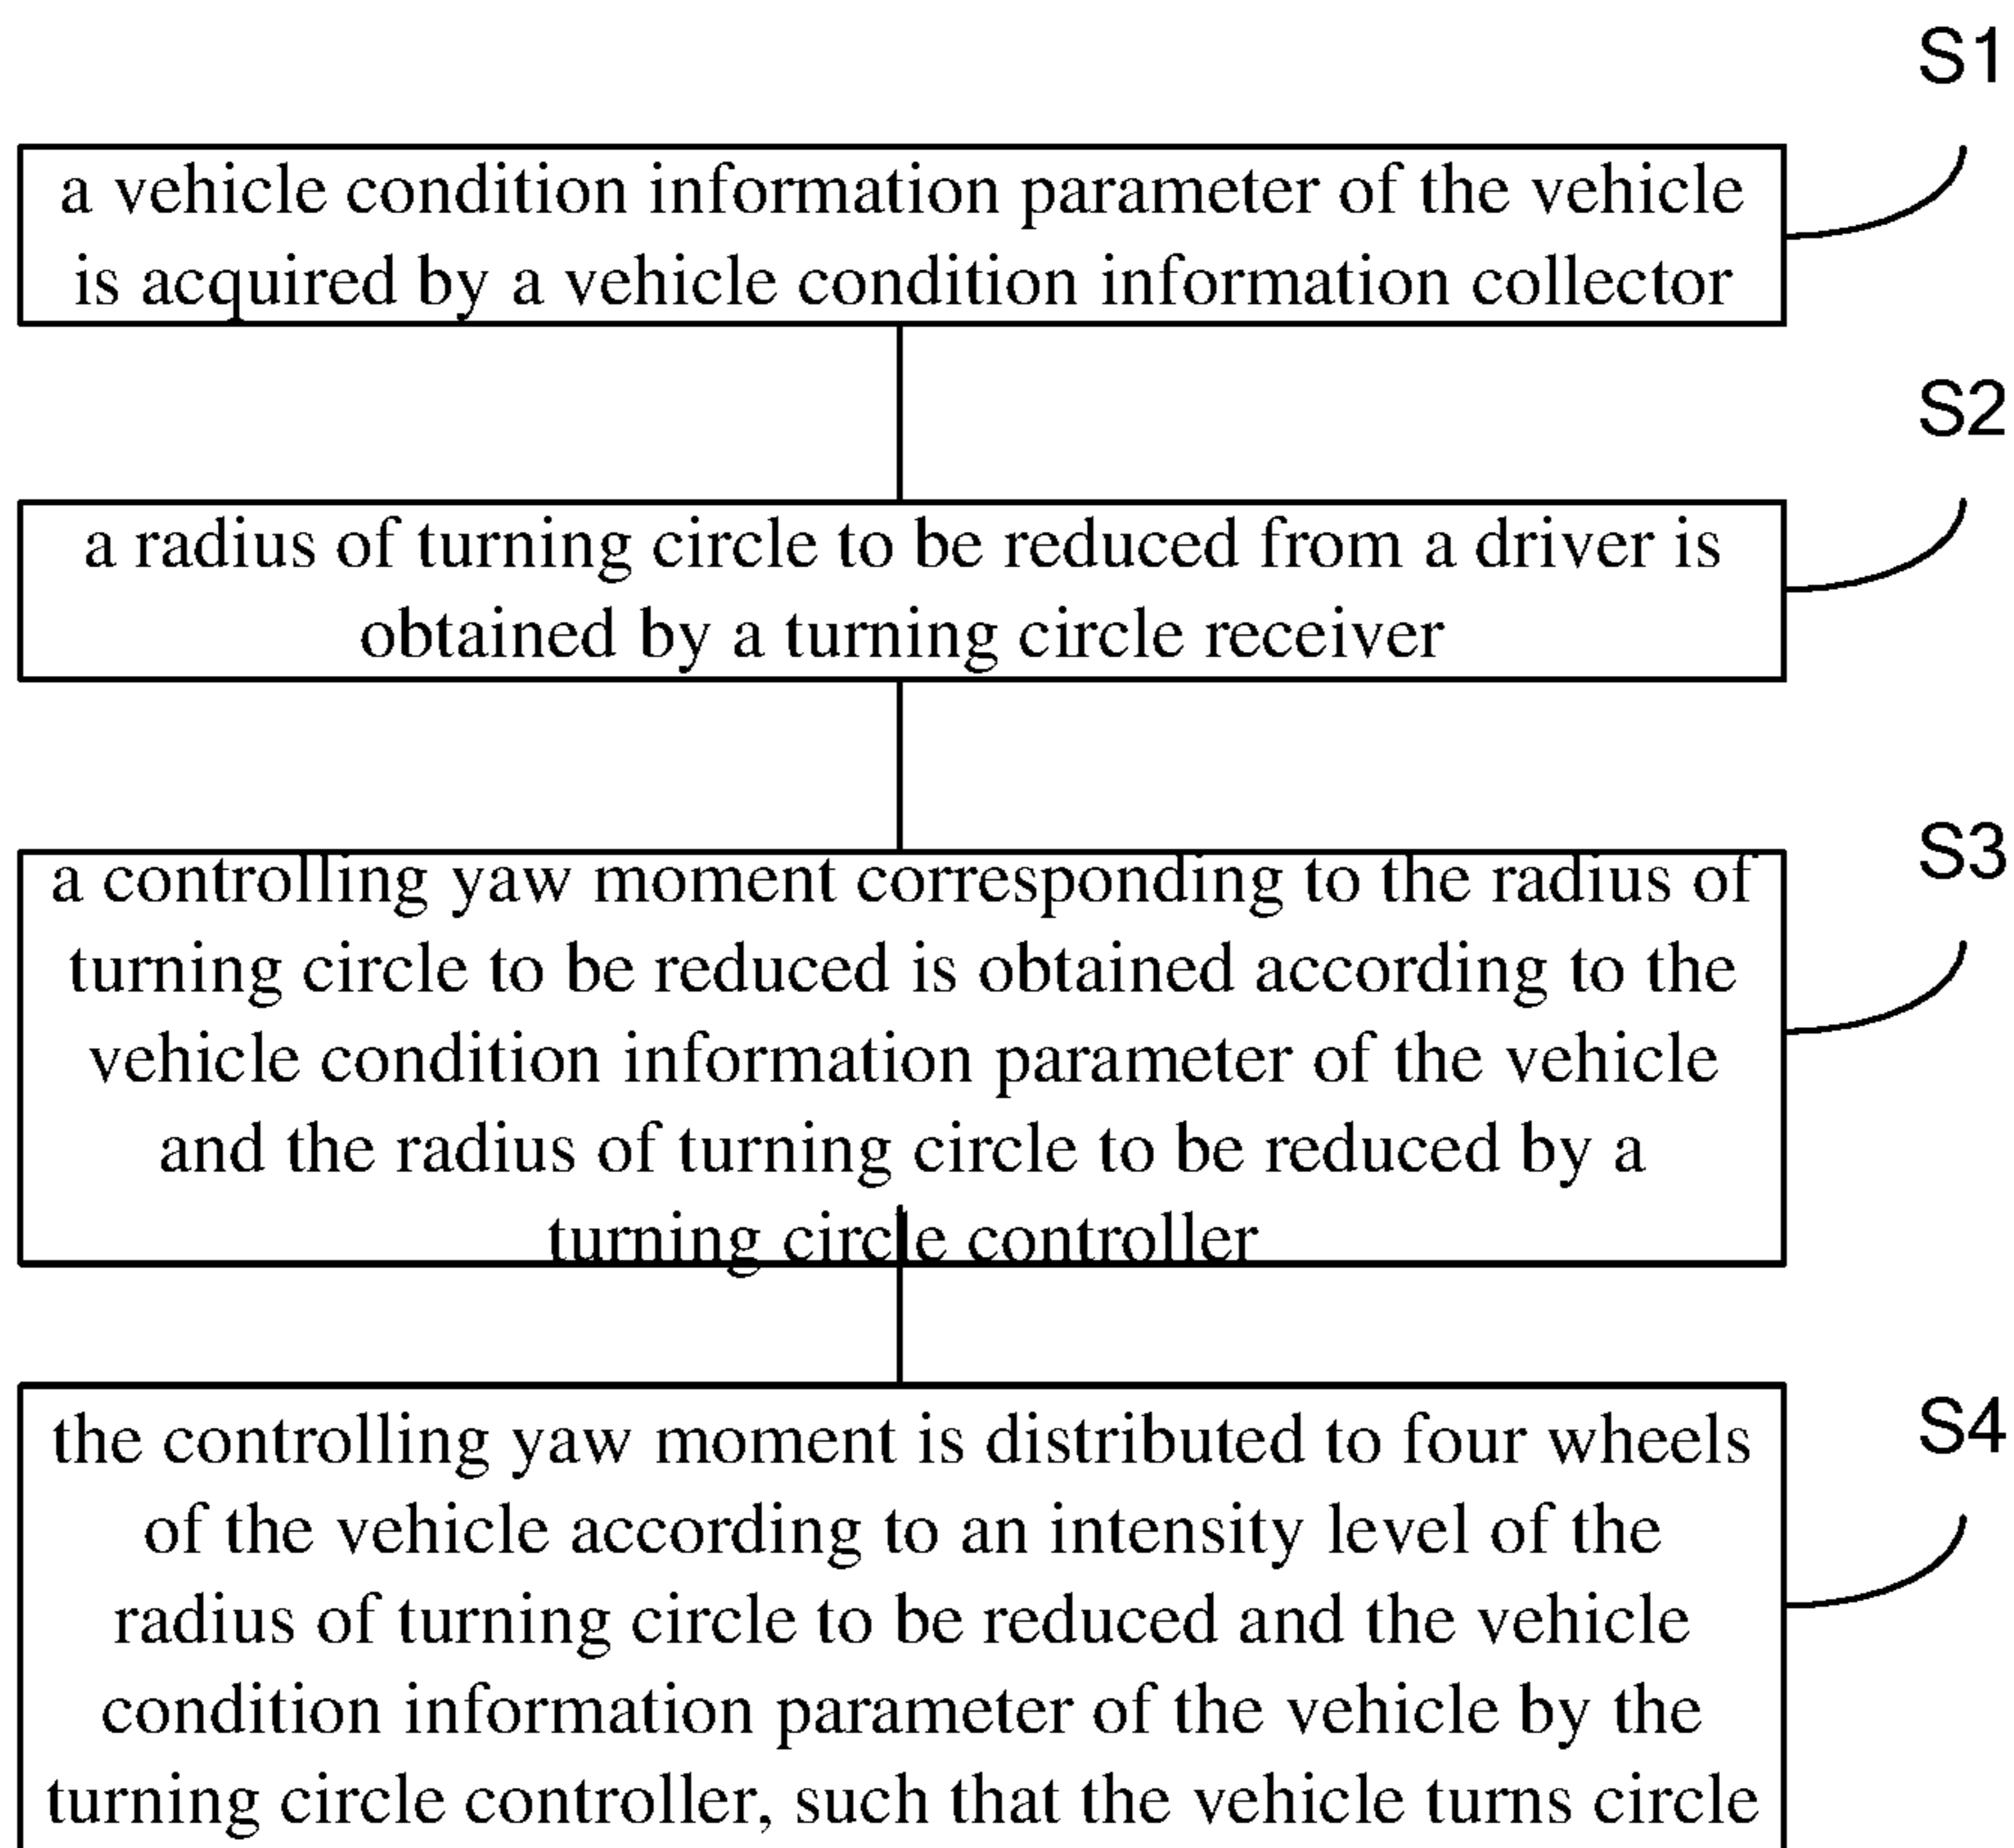 S1
a vehicle condition information parameter of the vehicle
is acquired by a vehicle condition information collector
S2
a radius of turning circle to be reduced from a driver is
obtained by a turning circle receiver
S3
a controlling yaw moment corresponding to the radius of
turning circle to be reduced is obtained according to the
vehicle condition information parameter of the vehicle
and the radius of turning circle to be reduced by a
turning circle controller
S4
the controlling yaw moment is distributed to four wheels
of the vehicle according to an intensity level of the
radius of turning circle to be reduced and the vehicle
condition information parameter of the vehicle by the
turning circle controller, such that the vehicle turns circle